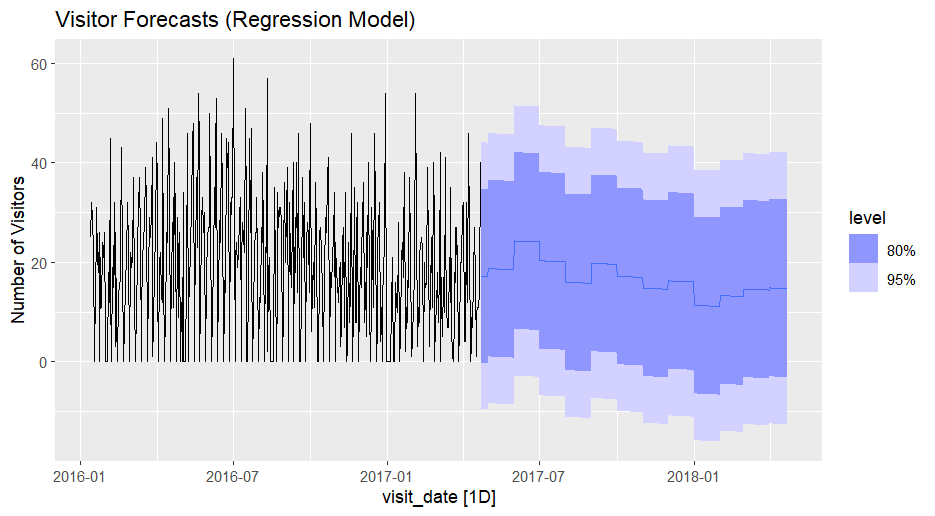 Visitor Forecasts (Regression Model)
60
40
20
0
Number of Visitors
2016-01
2016-07
2017-01
2017-07
2018-01
visit_date [1D]
level
80%
95%